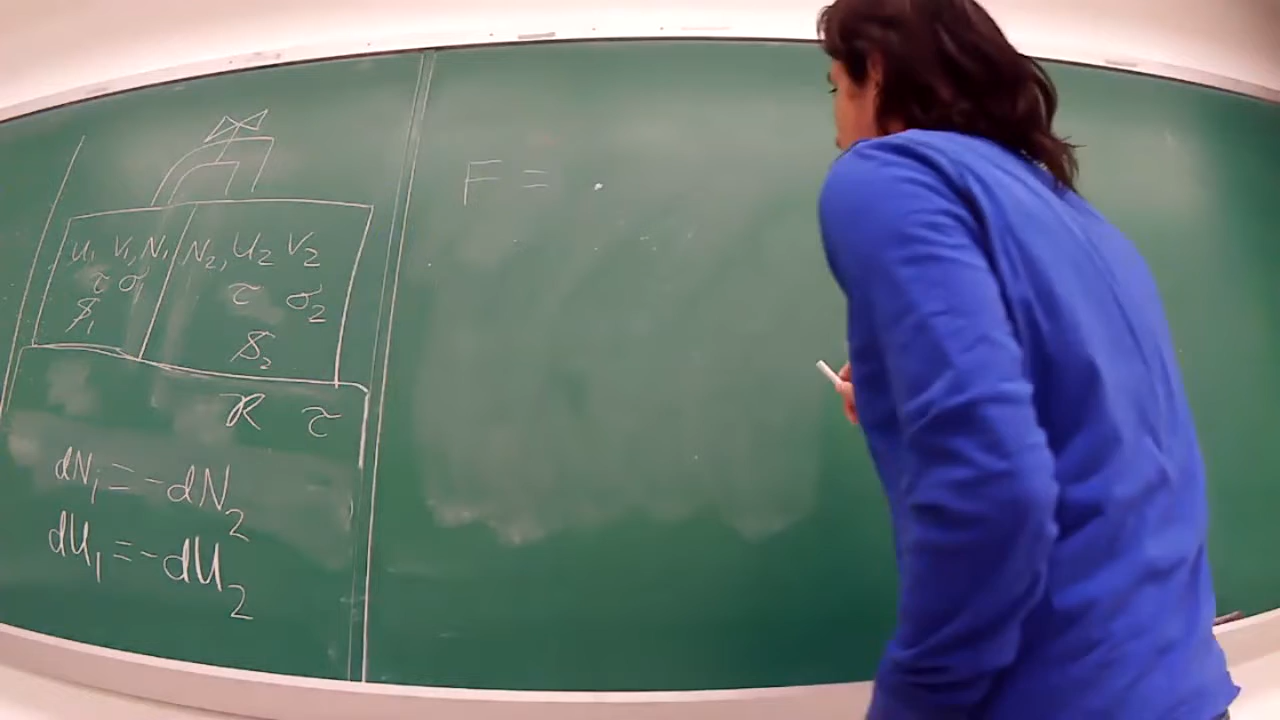 U₁ V₁, N₁ N₂, U₂ V₂
τ σ₁ τ σ₂
S₁ S₂
R τ
dN₁ = -dN₂
dU₁ = -dU₂
F =